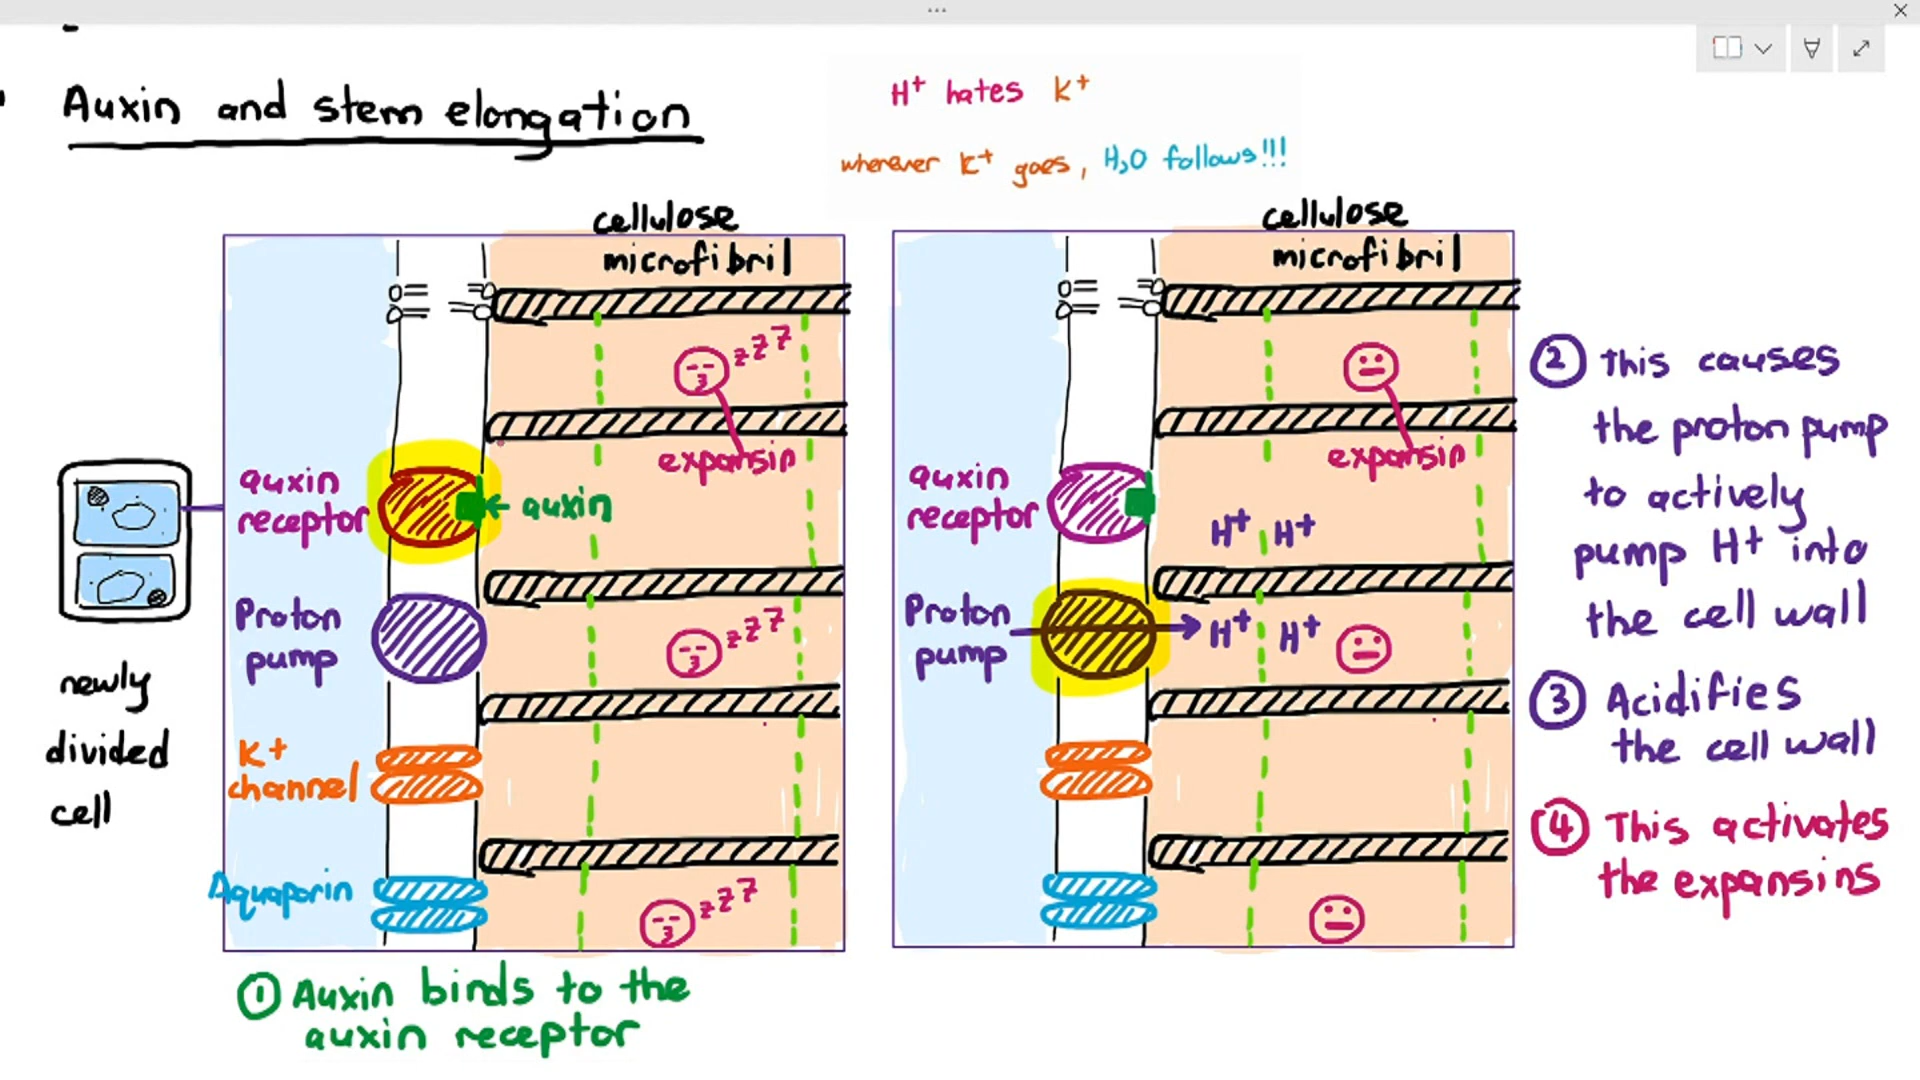 Auxin and stem elongation
H+ hates K+
wherever K+ goes, H2O follows!!!
cellulose
microfibril
zzz
expansin
auxin
receptor
auxin
Proton
pump
zzz
K+
channel
Aquaporin
zzz
newly
divided
cell
① Auxin binds to the
auxin receptor
cellulose
microfibril
expansin
auxin
receptor
H+ H+
Proton
pump
H+ H+
② This causes
the proton pump
to actively
pump H+ into
the cell wall
③ Acidifies
the cell wall
④ This activates
the expansins